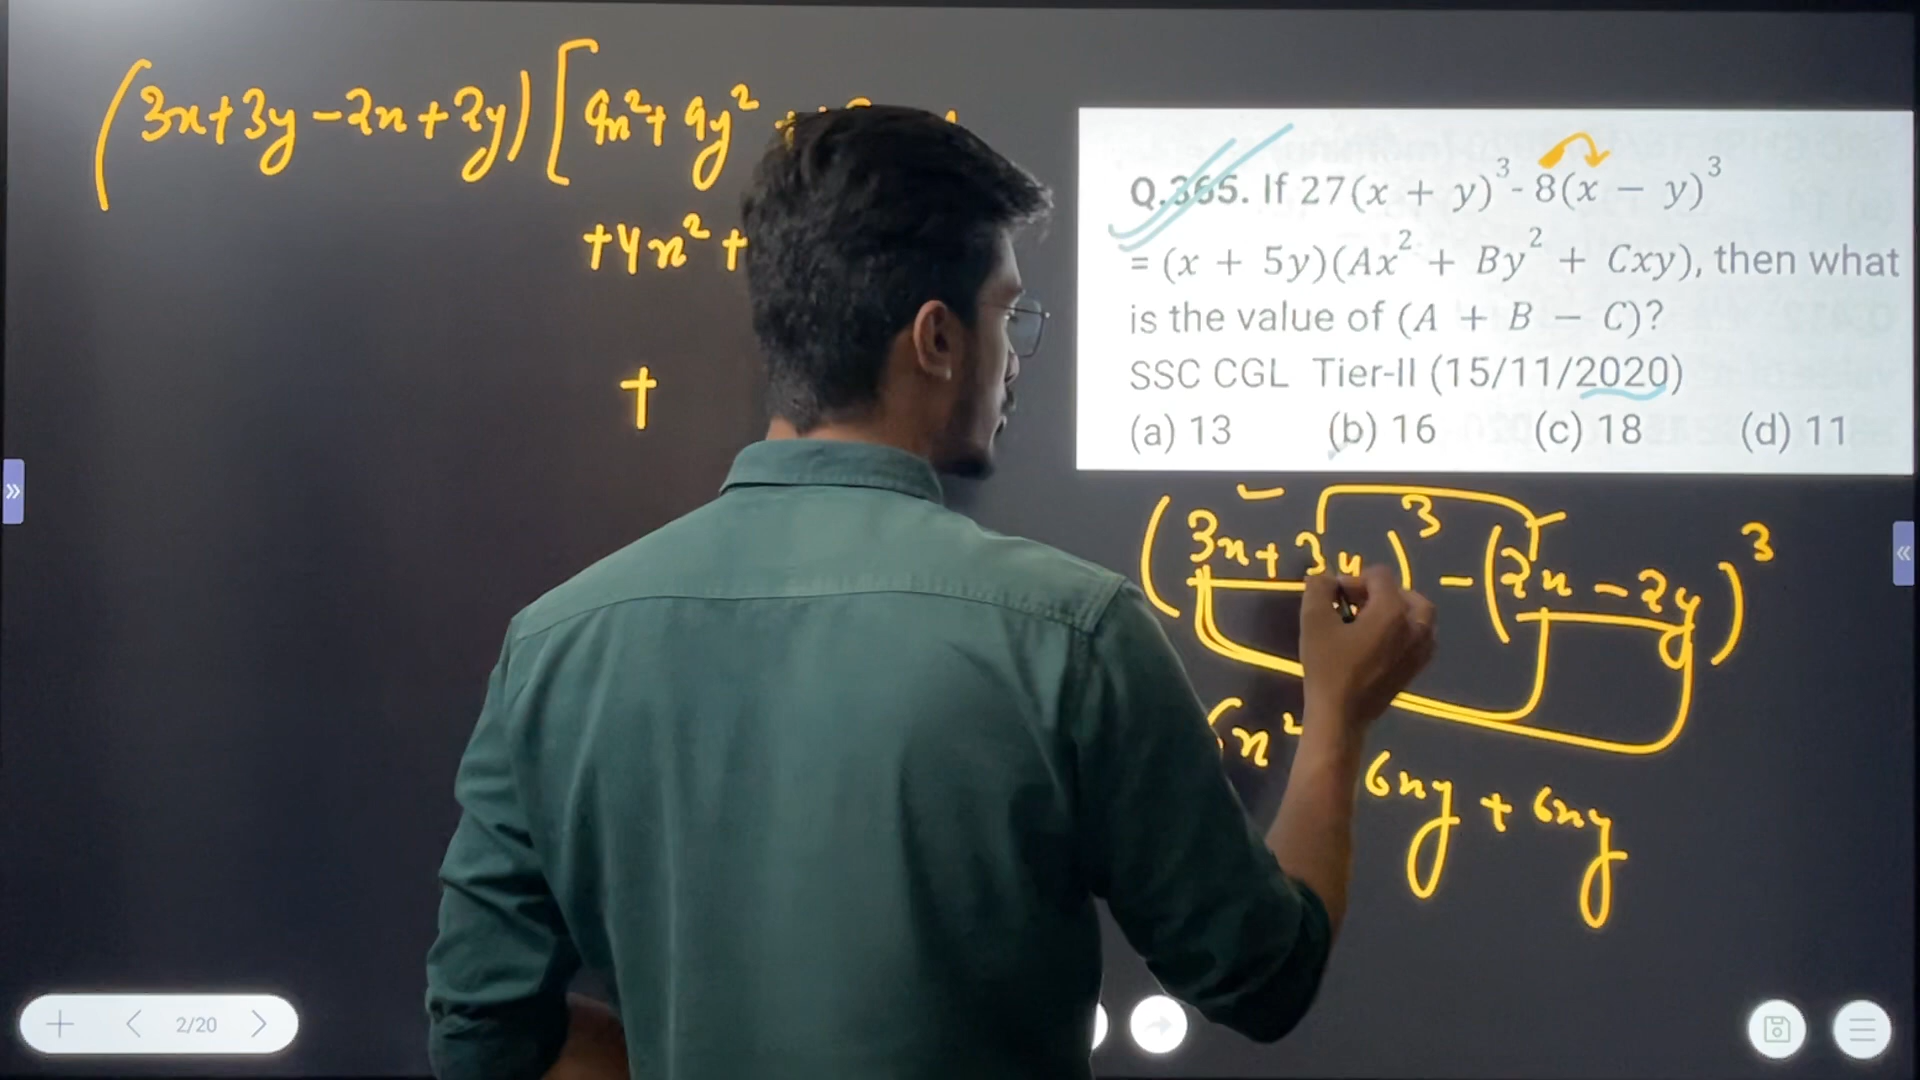 (3x+3y-2x+2y) [9x²+9y²+
+4x²+
+
Q.365. If 27(x + y)³- 8(x − y)³
= (x + 5y)(Ax² + By² + Cxy), then what
is the value of (A + B − C)?
SSC CGL Tier-II (15/11/2020)
(a) 13 (b) 16 (c) 18 (d) 11
(3x+3y)³-(2x-2y)³
6x² 6xy+6xy
2/20